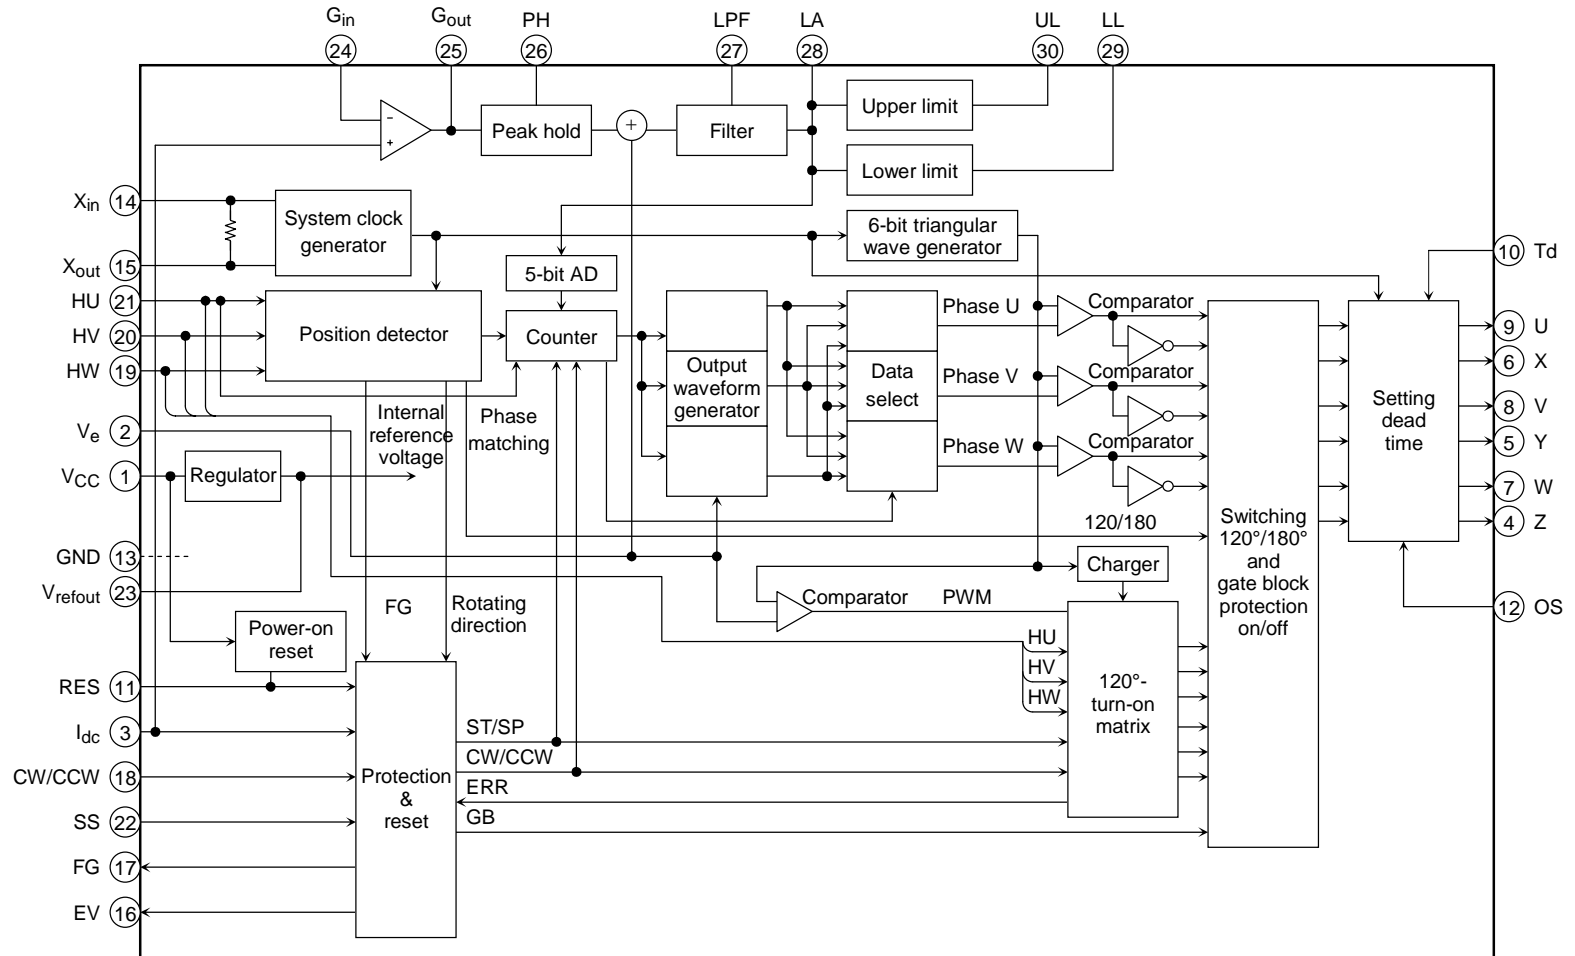 Gin
24
Gout
25
PH
26
LPF
27
LA
28
UL
30
LL
29
Upper limit
Lower limit
−
+
Peak hold
+
Filter
Xin 14
Xout 15
System clock
generator
6-bit triangular
wave generator
5-bit AD
10 Td
HU 21
HV 20
HW 19
Position detector
Counter
Output
waveform
generator
Data
select
Phase U
Phase V
Phase W
Comparator
Comparator
Comparator
Setting
dead
time
9 U
6 X
8 V
5 Y
7 W
4 Z
Internal
reference
voltage
Phase
matching
Ve 2
VCC 1
Regulator
GND 13
Vrefout 23
120/180
Switching
120°/180°
and
gate block
protection
on/off
Charger
12 OS
FG
Rotating
direction
Comparator
PWM
Power-on
reset
HU
HV
HW
120°-
turn-on
matrix
RES 11
Idc 3
CW/CCW 18
SS 22
FG 17
EV 16
Protection
&
reset
ST/SP
CW/CCW
ERR
GB